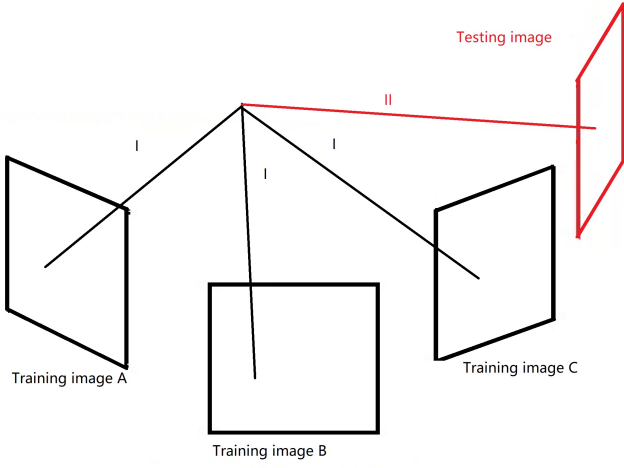 Testing image
II
I
I
I
Training image A
Training image C
Training image B